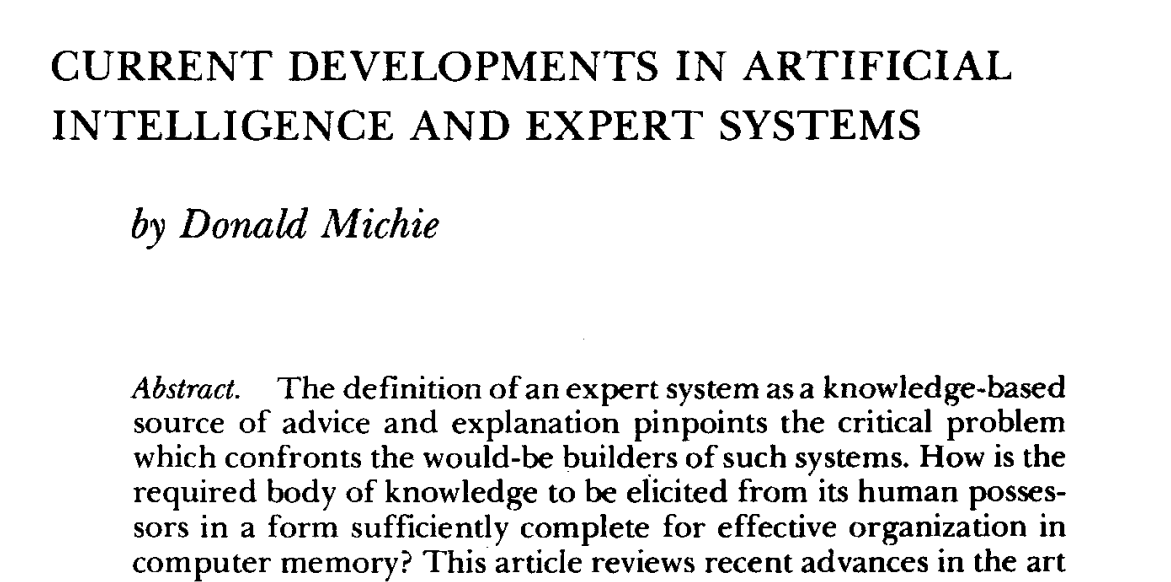 CURRENT DEVELOPMENTS IN ARTIFICIAL
INTELLIGENCE AND EXPERT SYSTEMS
by Donald Michie
Abstract. The definition of an expert system as a knowledge-based
source of advice and explanation pinpoints the critical problem
which confronts the would-be builders of such systems. How is the
required body of knowledge to be elicited from its human posses-
sors in a form sufficiently complete for effective organization in
computer memory? This article reviews recent advances in the art